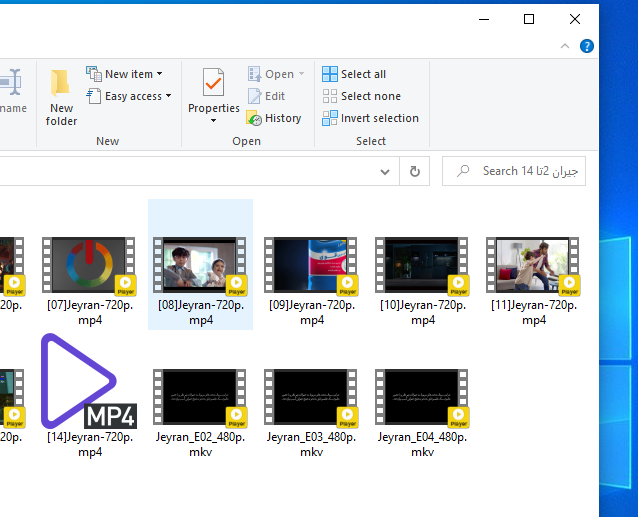 ?
name
New
folder
New item
Easy access
New
Properties
Open
Edit
History
Open
Select all
Select none
Invert selection
Select
Search جیران 2تا 14
20p.
[07]Jeyran-720p.
mp4
[08]Jeyran-720p.
mp4
[09]Jeyran-720p.
mp4
[10]Jeyran-720p.
mp4
[11]Jeyran-720p.
mp4
Player
Player
Player
Player
Player
Player
MP4
20p.
[14]Jeyran-720p.
mp4
Jeyran_E02_480p.
mkv
Jeyran_E03_480p.
mkv
Jeyran_E04_480p.
mkv
Player
Player
Player
Player